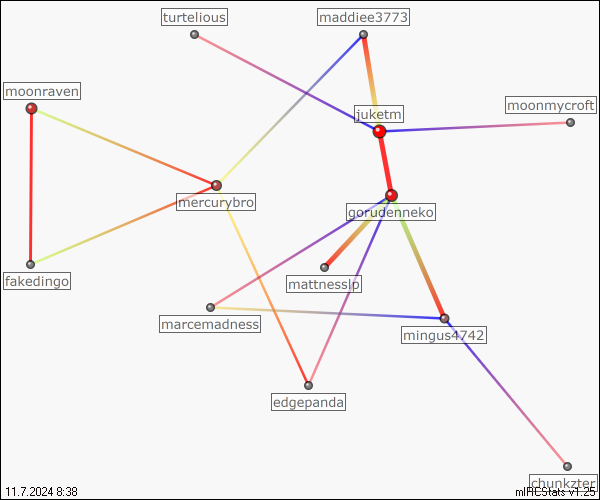 turtelious
maddiee3773
moonraven
juketm
moonmycroft
mercurybro
gorudenneko
fakedingo
mattnesslp
marcemadness
mingus4742
edgepanda
chunkzter
11.7.2024 8:38
mIRCStats v1.25